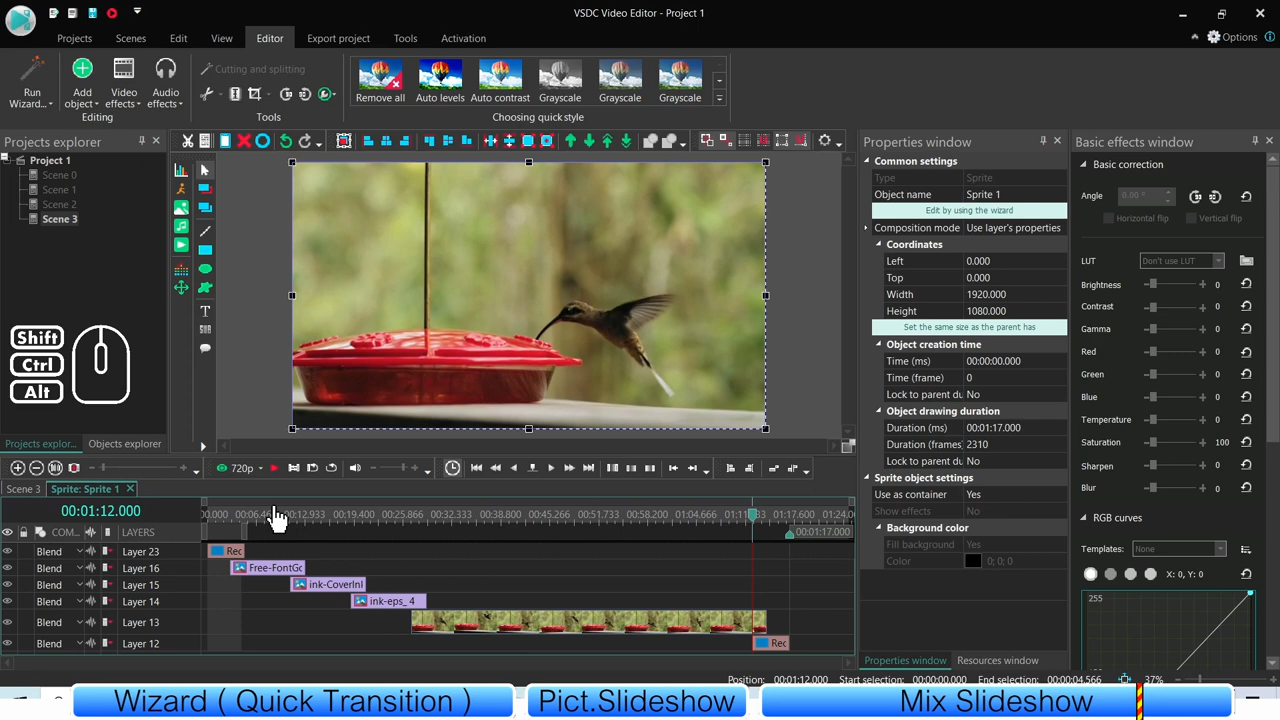 VSDC Video Editor - Project 1
Projects Scenes Edit View Editor Export project Tools Activation
Options
Run Wizard...
Add object
Video effects
Audio effects
Cutting and splitting
Editing
Tools
Remove all
Auto levels
Auto contrast
Grayscale
Grayscale
Grayscale
Choosing quick style
Projects explorer
Project 1
Scene 0
Scene 1
Scene 2
Scene 3
Shift
Ctrl
Alt
Projects explor...
Objects explorer
Properties window
Common settings
Type Sprite
Object name Sprite 1
Edit by using the wizard
Composition mode Use layer's properties
Coordinates
Left 0.000
Top 0.000
Width 1920.000
Height 1080.000
Set the same size as the parent has
Object creation time
Time (ms) 00:00:00.000
Time (frame) 0
Lock to parent du No
Object drawing duration
Duration (ms) 00:01:17.000
Duration (frames 2310
Lock to parent du No
Sprite object settings
Use as container Yes
Show effects No
Background color
Fill background Yes
Color 0; 0; 0
Properties window
Resources window
Basic effects window
Basic correction
Angle 0.00 °
Horizontal flip Vertical flip
LUT Don't use LUT
Brightness 0
Contrast 0
Gamma 0
Red 0
Green 0
Blue 0
Temperature 0
Saturation 100
Sharpen 0
Blur 0
RGB curves
Templates: None
X: 0, Y: 0
255
720p
Scene 3 Sprite: Sprite 1
00:01:12.000
00:12.933 00:19.400 00:25.866 00:32.333 00:38.800 00:45.266 00:51.733 00:58.200 01:04.666 01:17.600
00:01:17.000
COM... LAYERS
Blend Layer 23 Rec
Blend Layer 16 Free-FontGc
Blend Layer 15 ink-CoverInl
Blend Layer 14 ink-eps_ 4
Blend Layer 13
Blend Layer 12 Rec
Position: 00:01:12.000 Start selection: 00:00:00.000 End selection: 00:00:04.566 37%
Wizard ( Quick Transition ) Pict.Slideshow Mix Slideshow